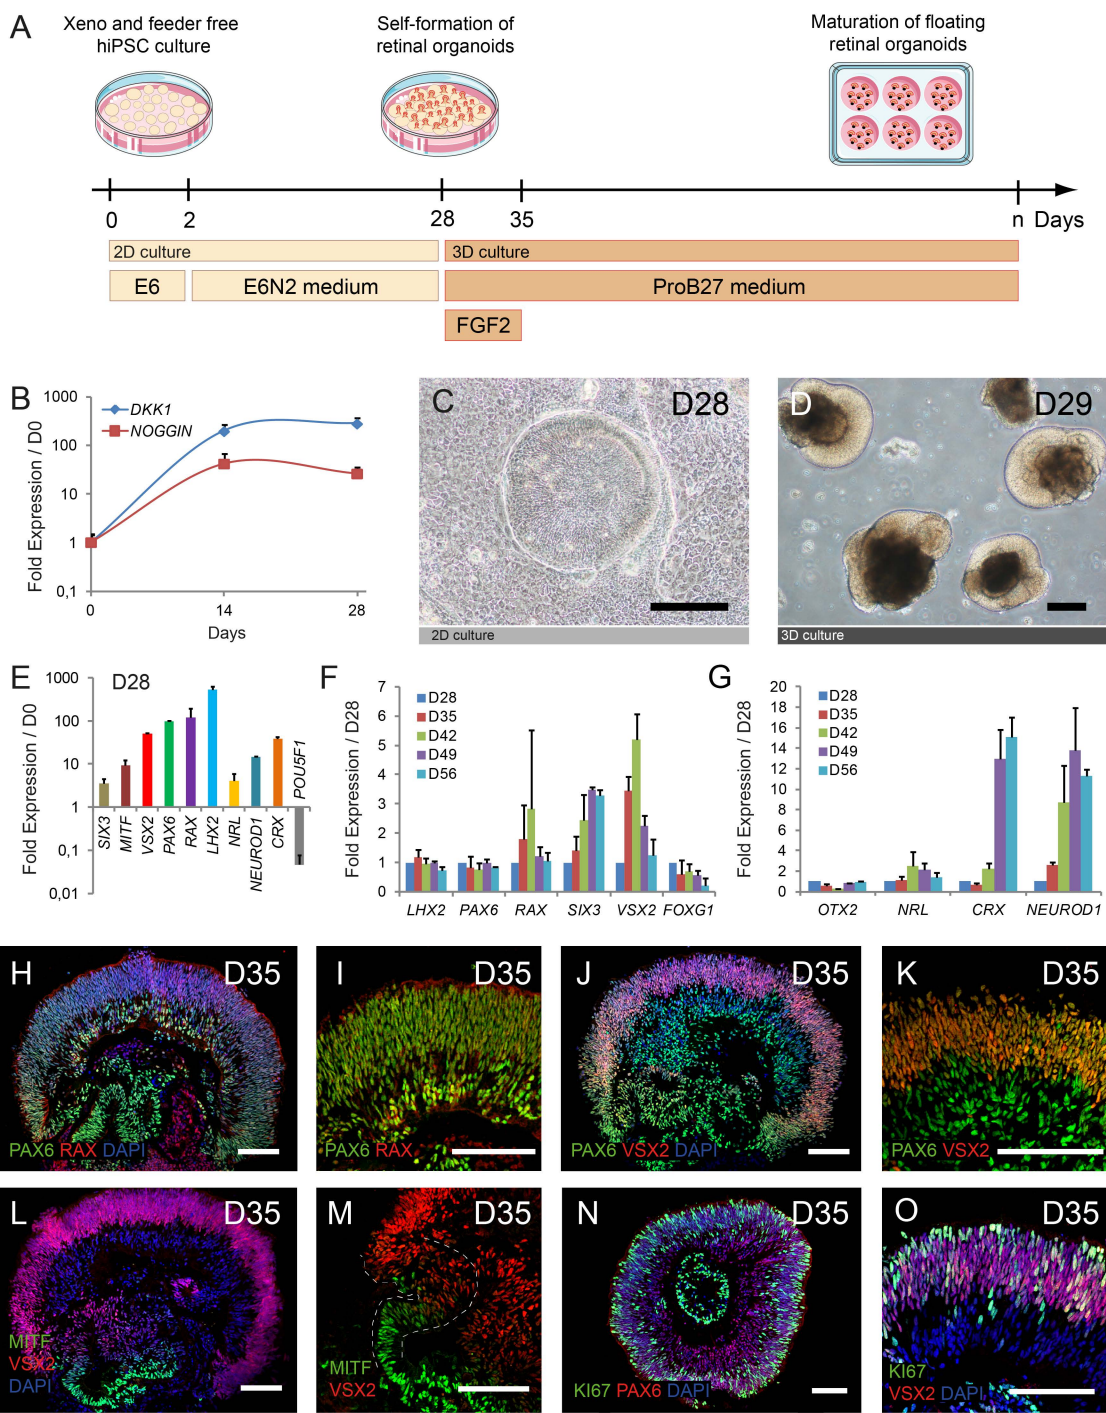 A
Xeno and feeder free
hiPSC culture
Self-formation of
retinal organoids
Maturation of floating
retinal organoids
0 2 28 35 n Days
2D culture 3D culture
E6 E6N2 medium ProB27 medium
FGF2
B
Fold Expression / D0
1000
100
10
1
0,1
DKK1
NOGGIN
0 14 28
Days
C D28
2D culture
D D29
3D culture
E D28
Fold Expression / D0
1000
100
10
1
0,1
0,01
SIX3 MITF VSX2 PAX6 RAX LHX2 NRL NEUROD1 CRX POU5F1
F
Fold Expression / D28
7
6
5
4
3
2
1
0
D28
D35
D42
D49
D56
LHX2 PAX6 RAX SIX3 VSX2 FOXG1
G
Fold Expression / D28
20
18
16
14
12
10
8
6
4
2
0
D28
D35
D42
D49
D56
OTX2 NRL CRX NEUROD1
H D35
PAX6 RAX DAPI
I D35
PAX6 RAX
J D35
PAX6 VSX2 DAPI
K D35
PAX6 VSX2
L D35
MITF
VSX2
DAPI
M D35
MITF
VSX2
N D35
KI67 PAX6 DAPI
O D35
KI67
VSX2 DAPI